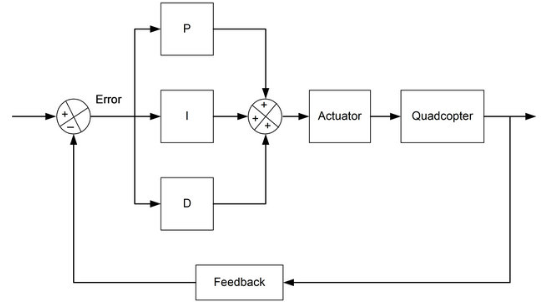 P
Error
+
−
I
+
+
+
Actuator
Quadcopter
D
Feedback